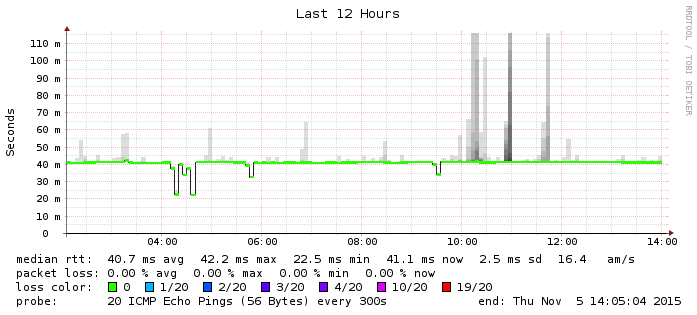 Last 12 Hours
RRDTOOL / TOBI OETIKER
Seconds
110 m
100 m
90 m
80 m
70 m
60 m
50 m
40 m
30 m
20 m
10 m
0
04:00 06:00 08:00 10:00 12:00 14:00
median rtt: 40.7 ms avg 42.2 ms max 22.5 ms min 41.1 ms now 2.5 ms sd 16.4 am/s
packet loss: 0.00 % avg 0.00 % max 0.00 % min 0.00 % now
loss color: 0 1/20 2/20 3/20 4/20 10/20 19/20
probe: 20 ICMP Echo Pings (56 Bytes) every 300s end: Thu Nov 5 14:05:04 2015